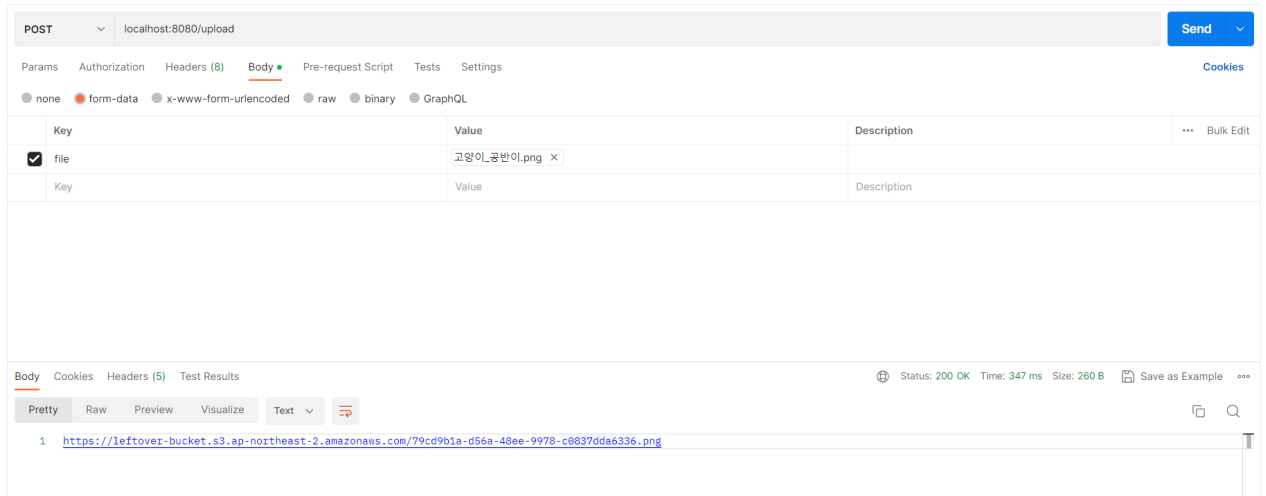 POST localhost:8080/upload Send
Params Authorization Headers (8) Body Pre-request Script Tests Settings Cookies
none form-data x-www-form-urlencoded raw binary GraphQL
Key Value Description ••• Bulk Edit
file 고양이_공반이.png ×
Key Value Description
Body Cookies Headers (5) Test Results Status: 200 OK Time: 347 ms Size: 260 B Save as Example
Pretty Raw Preview Visualize Text
1 https://leftover-bucket.s3.ap-northeast-2.amazonaws.com/79cd9b1a-d56a-48ee-9978-c0837dda6336.png